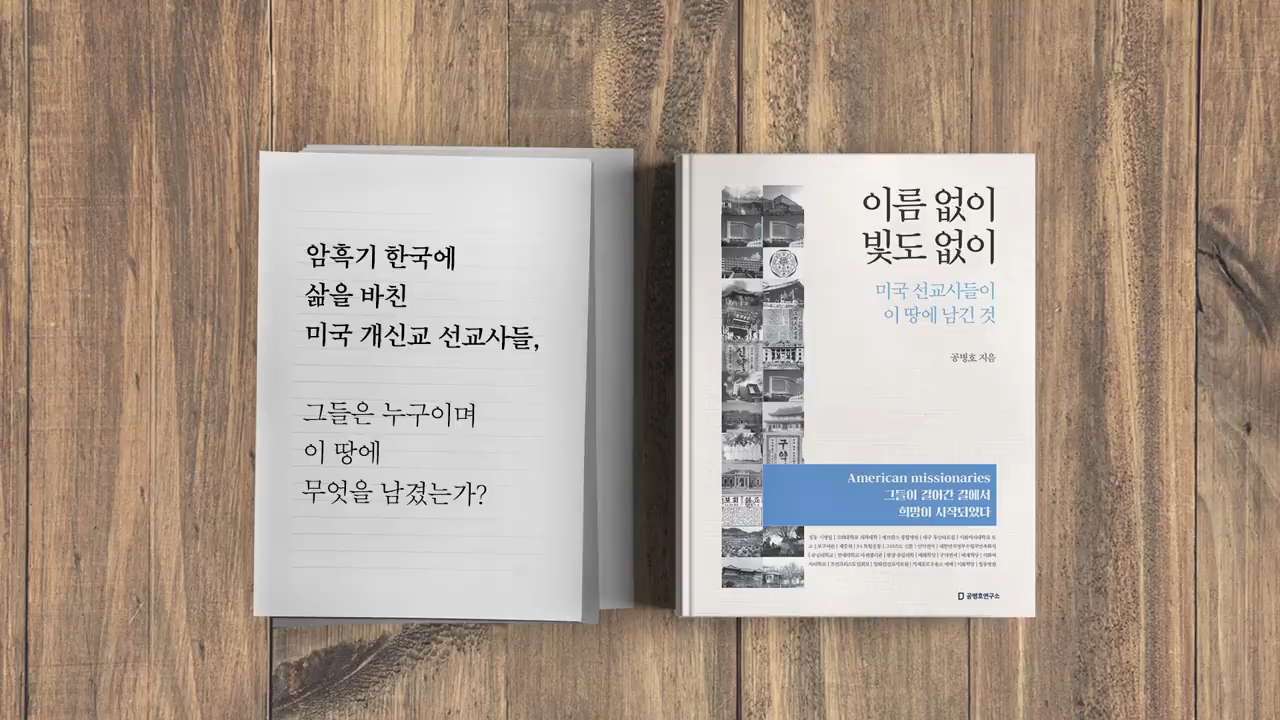 암흑기 한국에
삶을 바친
미국 개신교 선교사들,
그들은 누구이며
이 땅에
무엇을 남겼는가?
이름 없이
빛도 없이
미국 선교사들이
이 땅에 남긴 것
공병호 지음
구약
American missionaries
그들이 걸어간 길에서
희망이 시작되었다
공병호연구소